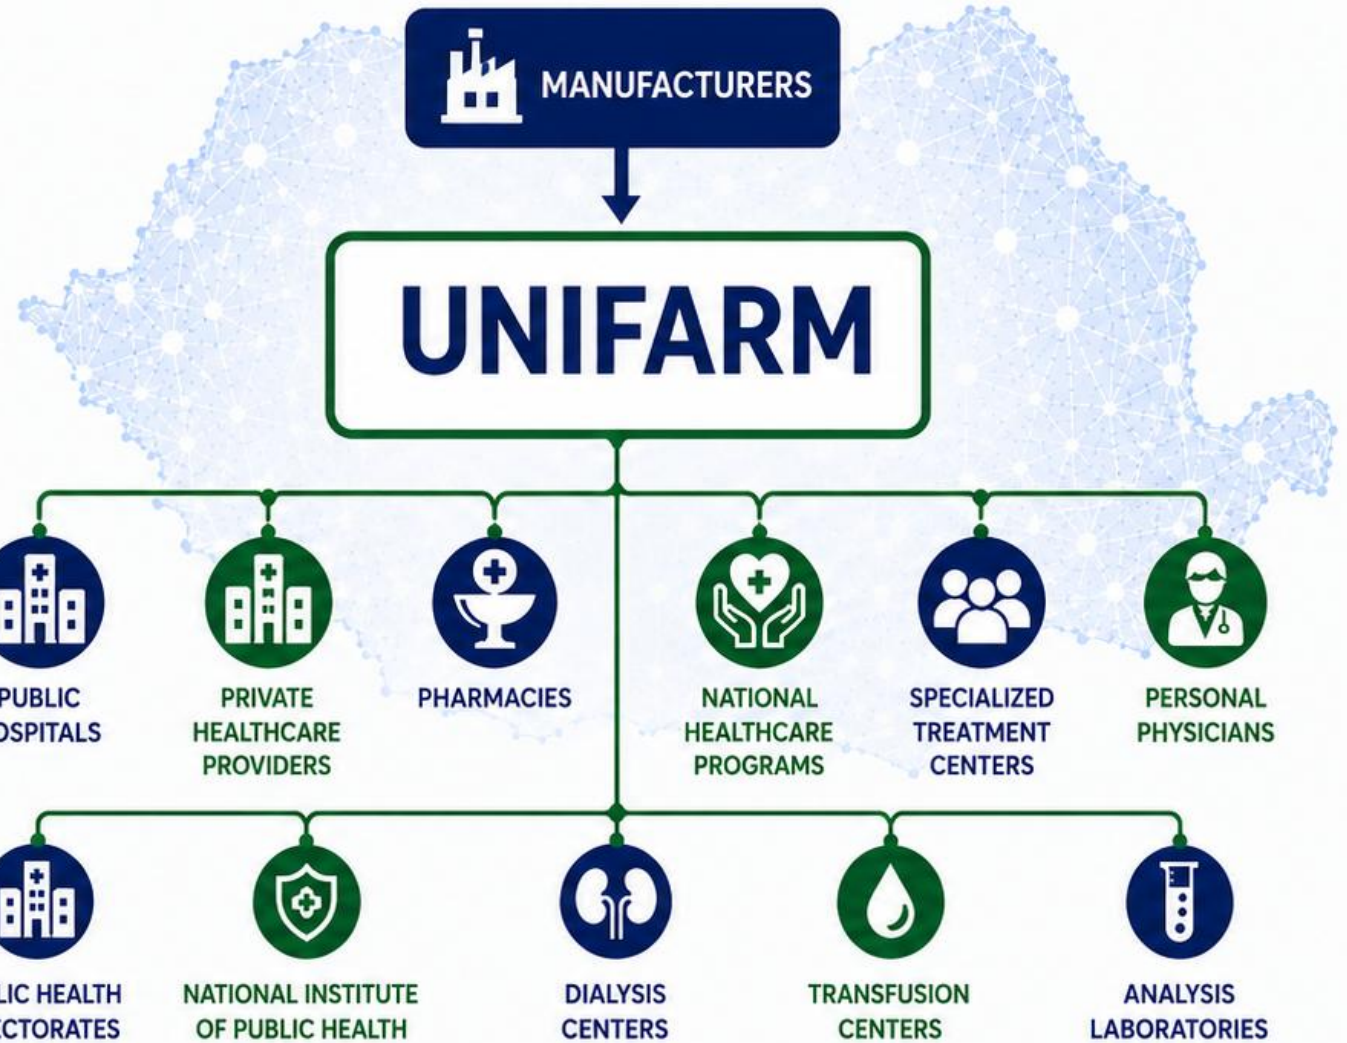 MANUFACTURERS
UNIFARM
PUBLIC
OSPITALS
PRIVATE
HEALTHCARE
PROVIDERS
PHARMACIES
NATIONAL
HEALTHCARE
PROGRAMS
SPECIALIZED
TREATMENT
CENTERS
PERSONAL
PHYSICIANS
LIC HEALTH
ECTORATES
NATIONAL INSTITUTE
OF PUBLIC HEALTH
DIALYSIS
CENTERS
TRANSFUSION
CENTERS
ANALYSIS
LABORATORIES